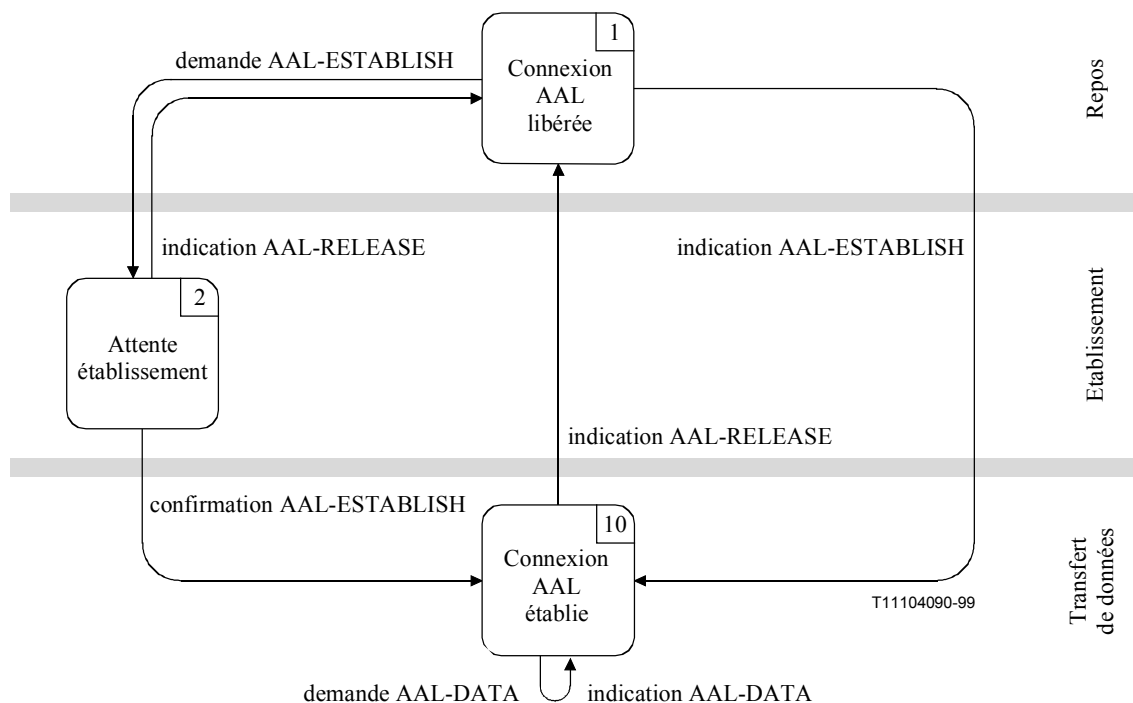 1
demande AAL-ESTABLISH
Connexion
AAL
libérée
Repos
indication AAL-RELEASE
indication AAL-ESTABLISH
2
Attente
établissement
Etablissement
indication AAL-RELEASE
confirmation AAL-ESTABLISH
10
Connexion
AAL
établie
T11104090-99
Transfert
de données
demande AAL-DATA
indication AAL-DATA